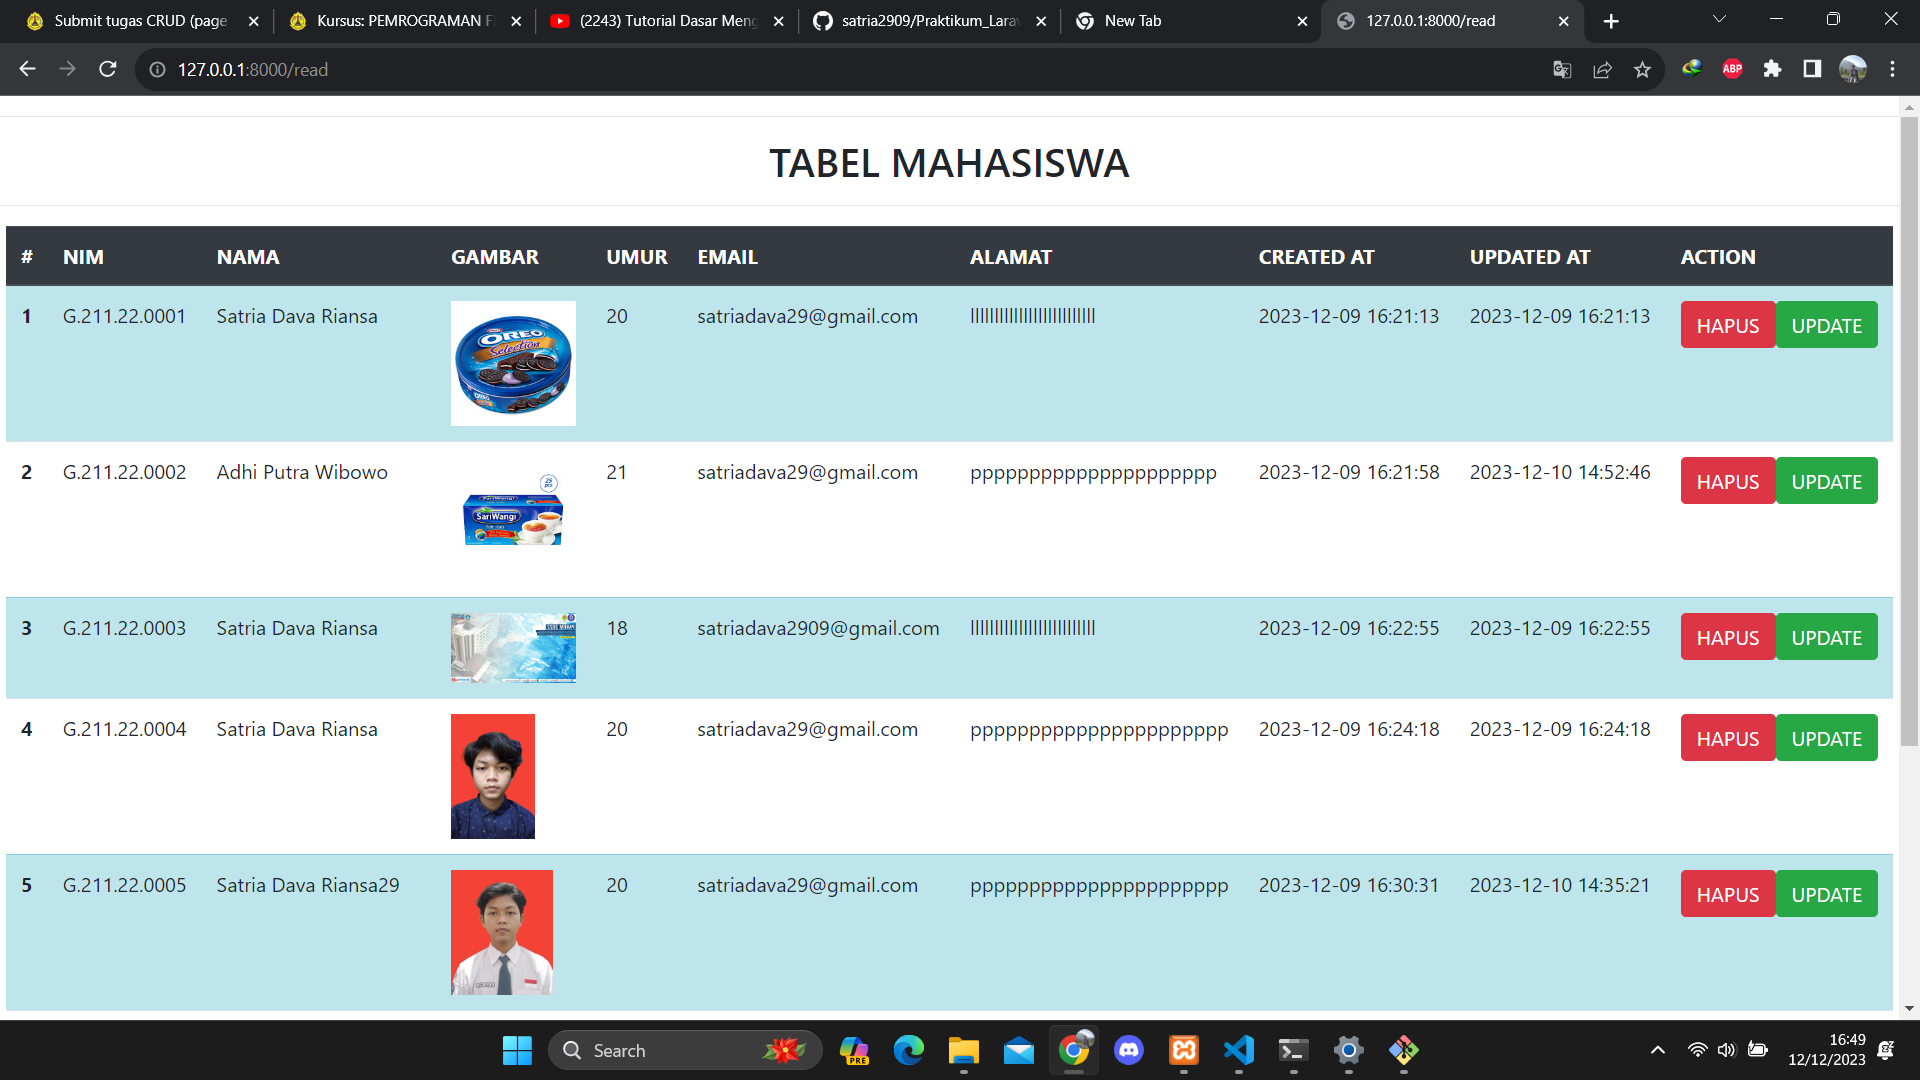 Submit tugas CRUD (page
Kursus: PEMROGRAMAN F
(2243) Tutorial Dasar Meng
satria2909/Praktikum_Larav
New Tab
127.0.0.1:8000/read
127.0.0.1:8000/read
ABP
TABEL MAHASISWA
# NIM NAMA GAMBAR UMUR EMAIL ALAMAT CREATED AT UPDATED AT ACTION
1 G.211.22.0001 Satria Dava Riansa 20 satriadava29@gmail.com llllllllllllllllllllllllll 2023-12-09 16:21:13 2023-12-09 16:21:13 HAPUS UPDATE
OREO
Selection
OREO
2 G.211.22.0002 Adhi Putra Wibowo 21 satriadava29@gmail.com ppppppppppppppppppppp 2023-12-09 16:21:58 2023-12-10 14:52:46 HAPUS UPDATE
25
pcs
SariWangi
3 G.211.22.0003 Satria Dava Riansa 18 satriadava2909@gmail.com llllllllllllllllllllllllll 2023-12-09 16:22:55 2023-12-09 16:22:55 HAPUS UPDATE
4 G.211.22.0004 Satria Dava Riansa 20 satriadava29@gmail.com pppppppppppppppppppppp 2023-12-09 16:24:18 2023-12-09 16:24:18 HAPUS UPDATE
5 G.211.22.0005 Satria Dava Riansa29 20 satriadava29@gmail.com pppppppppppppppppppppp 2023-12-09 16:30:31 2023-12-10 14:35:21 HAPUS UPDATE
Search
PRE
16:49
12/12/2023